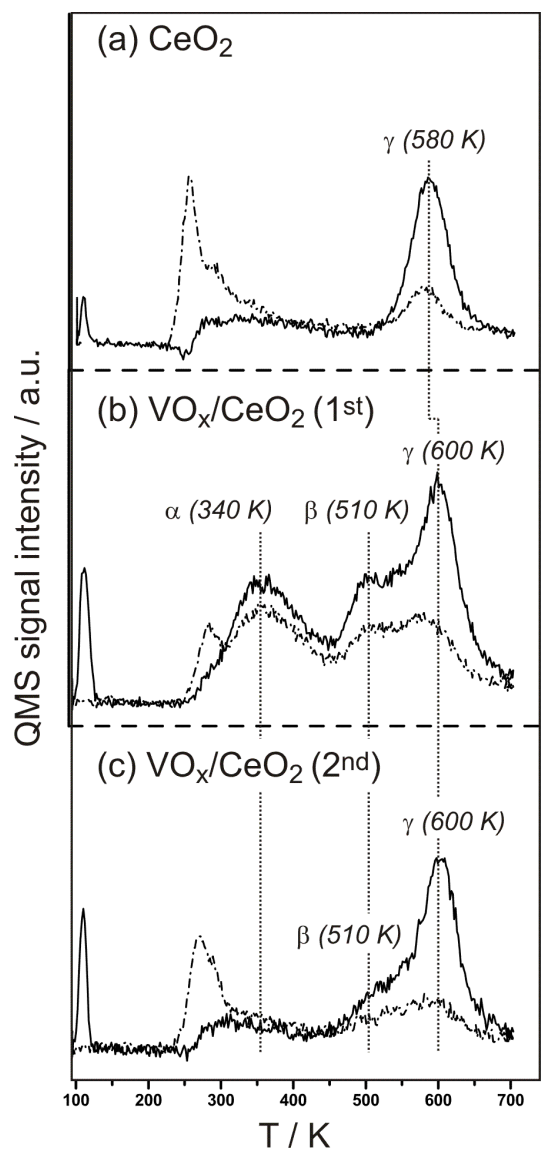 (a) CeO2
γ (580 K)
(b) VOx/CeO2 (1st)
γ (600 K)
α (340 K) β (510 K)
(c) VOx/CeO2 (2nd)
γ (600 K)
β (510 K)
QMS signal intensity / a.u.
100 200 300 400 500 600 700
T / K